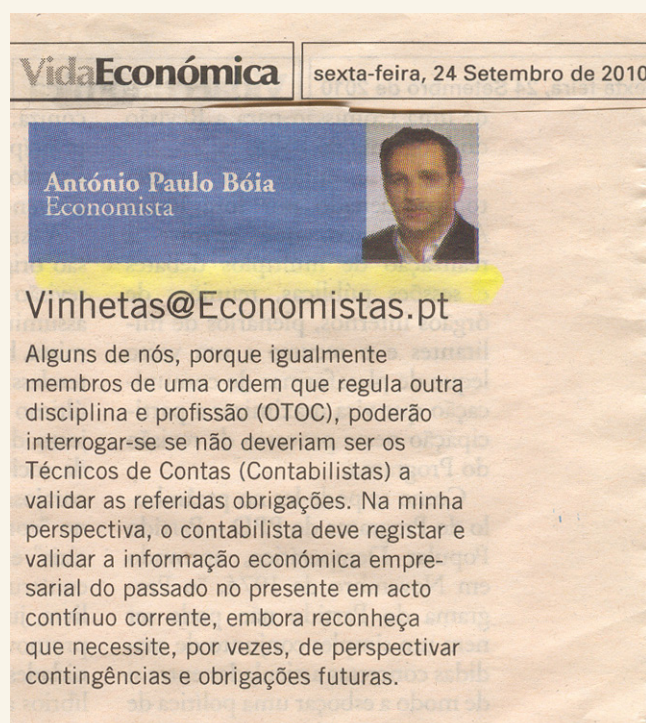 VidaEconómica
sexta-feira, 24 Setembro de 2010
António Paulo Bóia
Economista
Vinhetas@Economistas.pt
Alguns de nós, porque igualmente
membros de uma ordem que regula outra
disciplina e profissão (OTOC), poderão
interrogar-se se não deveriam ser os
Técnicos de Contas (Contabilistas) a
validar as referidas obrigações. Na minha
perspectiva, o contabilista deve registar e
validar a informação económica empre-
sarial do passado no presente em acto
contínuo corrente, embora reconheça
que necessite, por vezes, de perspectivar
contingências e obrigações futuras.